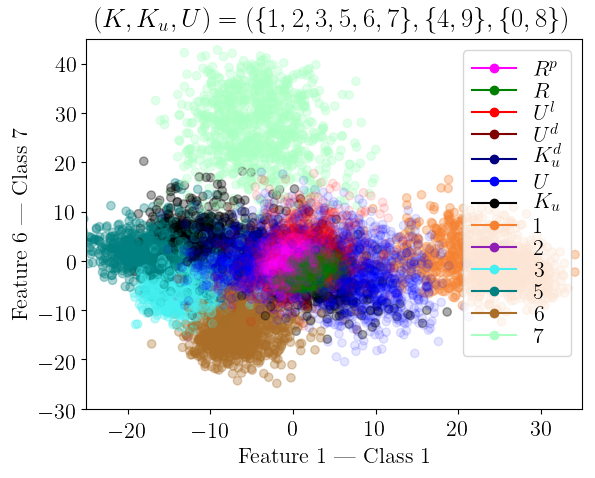 (K, K_u, U) = ({1, 2, 3, 5, 6, 7}, {4, 9}, {0, 8})
40
30
20
10
0
−10
−20
−30
Feature 6 — Class 7
R^p
R
U^l
U^d
K_u^d
U
K_u
1
2
3
5
6
7
−20 −10 0 10 20 30
Feature 1 — Class 1